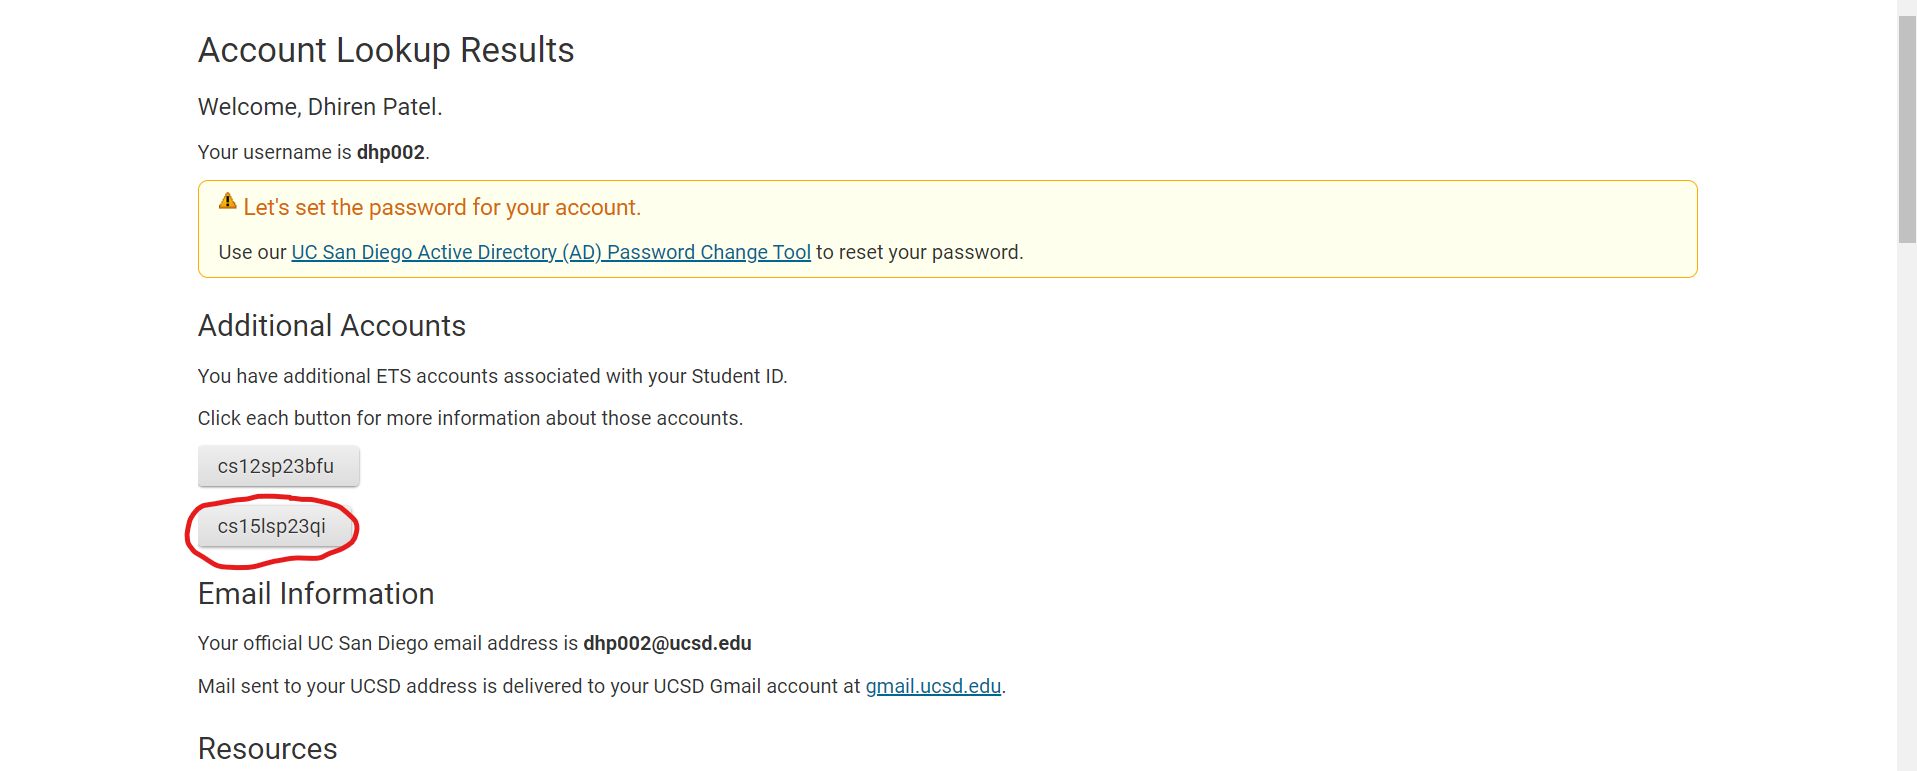 Account Lookup Results
Welcome, Dhiren Patel.
Your username is dhp002.
Let's set the password for your account.
Use our UC San Diego Active Directory (AD) Password Change Tool to reset your password.
Additional Accounts
You have additional ETS accounts associated with your Student ID.
Click each button for more information about those accounts.
cs12sp23bfu
cs15lsp23qi
Email Information
Your official UC San Diego email address is dhp002@ucsd.edu
Mail sent to your UCSD address is delivered to your UCSD Gmail account at gmail.ucsd.edu.
Resources